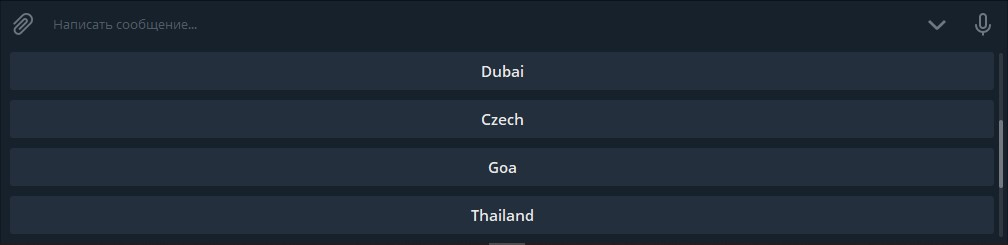 Написать сообщение...
Dubai
Czech
Goa
Thailand